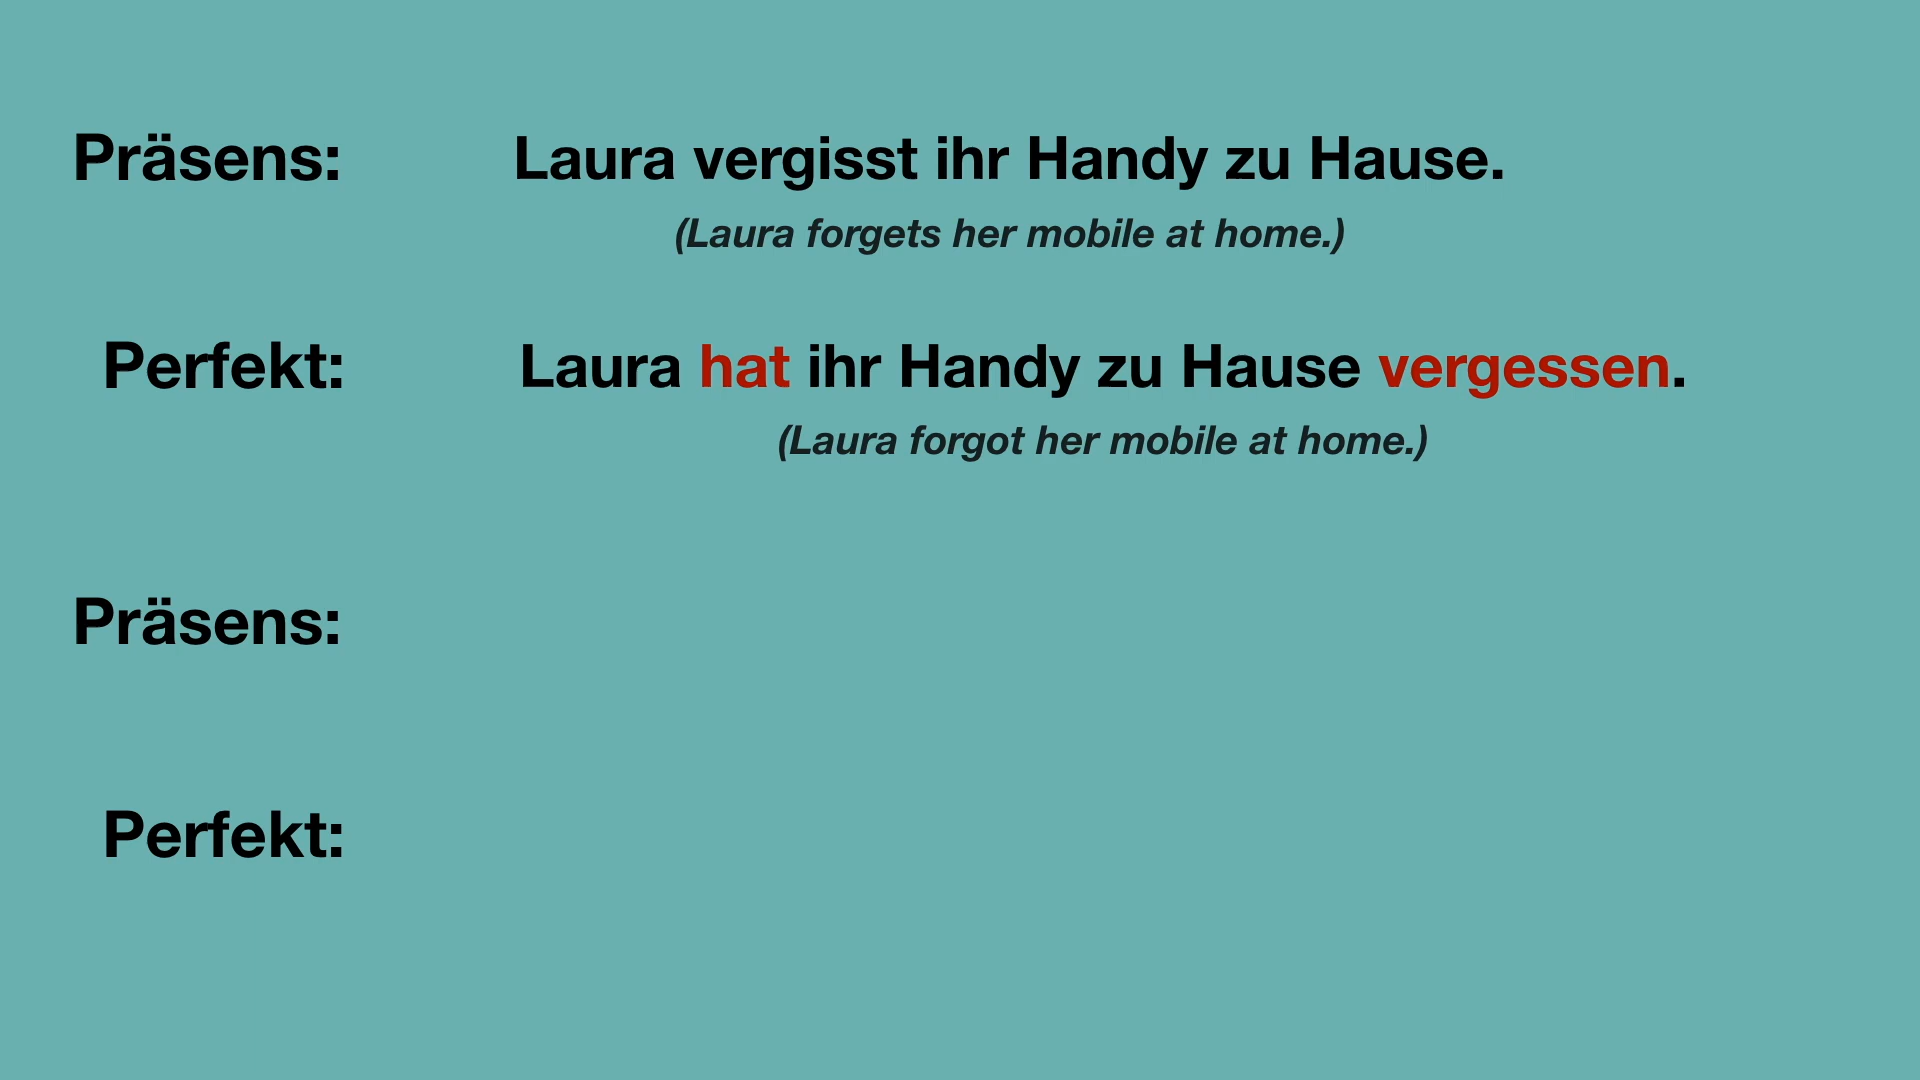 Präsens: Laura vergisst ihr Handy zu Hause.
(Laura forgets her mobile at home.)
Perfekt: Laura hat ihr Handy zu Hause vergessen.
(Laura forgot her mobile at home.)
Präsens:
Perfekt: